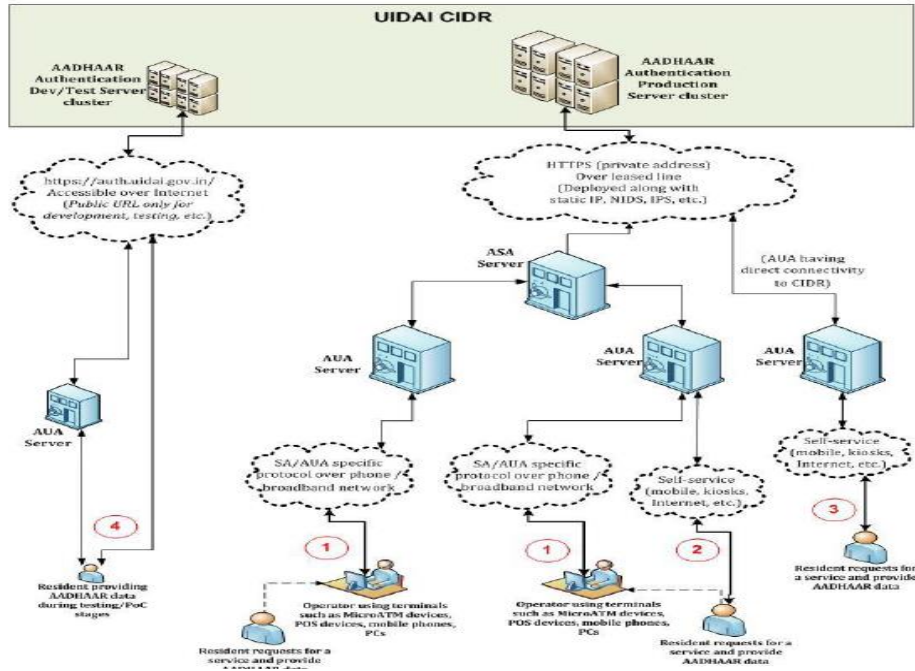 UIDAI CIDR
AADHAAR
Authentication
Dev/Test Server
cluster
AADHAAR
Authentication
Production
Server cluster
https://auth.uidai.gov.in/
Accessible over Internet
(Public URL only for
development, testing, etc.)
HTTPS (private address)
Over leased line
(Deployed along with
static IP, NIDS, IPS, etc.)
ASA
Server
(AUA having
direct connectivity
to CIDR)
AUA
Server
AUA
Server
AUA
Server
AUA
Server
SA/AUA specific
protocol over phone /
broadband network
SA/AUA specific
protocol over phone /
broadband network
Self-service
(mobile, kiosks,
Internet, etc.)
Self-service
(mobile, kiosks,
Internet, etc.)
4
1
1
2
3
Resident providing
AADHAAR data
during testing/PoC
stages
Operator using terminals
such as MicroATM devices,
POS devices, mobile phones,
PCs
Operator using terminals
such as MicroATM devices,
POS devices, mobile phones,
PCs
Resident requests for
a service and provide
AADHAAR data
Resident requests for a
service and provide
AADHAAR data
Resident requests for a
service and provide
AADHAAR data